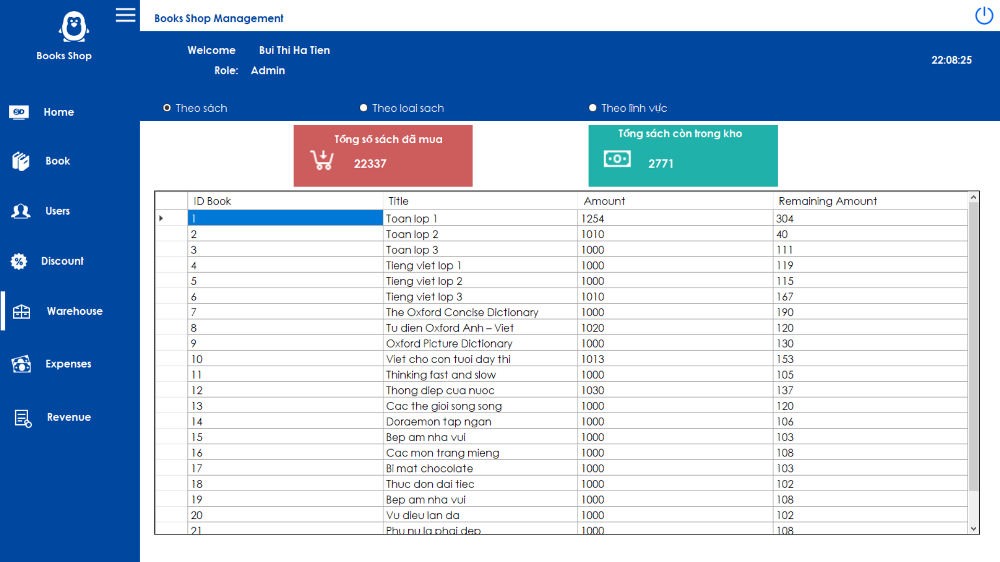 Books Shop
Books Shop Management
Welcome Bui Thi Ha Tien
Role: Admin
22:08:25
Home
Book
Users
Discount
Warehouse
Expenses
Revenue
Theo sách Theo loai sach Theo lĩnh vực
Tổng số sách đã mua
22337
Tổng sách còn trong kho
2771
ID Book Title Amount Remaining Amount
1 Toan lop 1 1254 304
2 Toan lop 2 1010 40
3 Toan lop 3 1000 111
4 Tieng viet lop 1 1000 119
5 Tieng viet lop 2 1000 115
6 Tieng viet lop 3 1010 167
7 The Oxford Concise Dictionary 1000 190
8 Tu dien Oxford Anh – Viet 1020 120
9 Oxford Picture Dictionary 1000 130
10 Viet cho con tuoi day thi 1013 153
11 Thinking fast and slow 1000 105
12 Thong diep cua nuoc 1030 137
13 Cac the gioi song song 1000 120
14 Doraemon tap ngan 1000 106
15 Bep am nha vui 1000 103
16 Cac mon trang mieng 1000 108
17 Bi mat chocolate 1000 103
18 Thuc don dai tiec 1000 102
19 Bep am nha vui 1000 108
20 Vu dieu lan da 1000 102
21 Phu nu la phai dep 1000 108